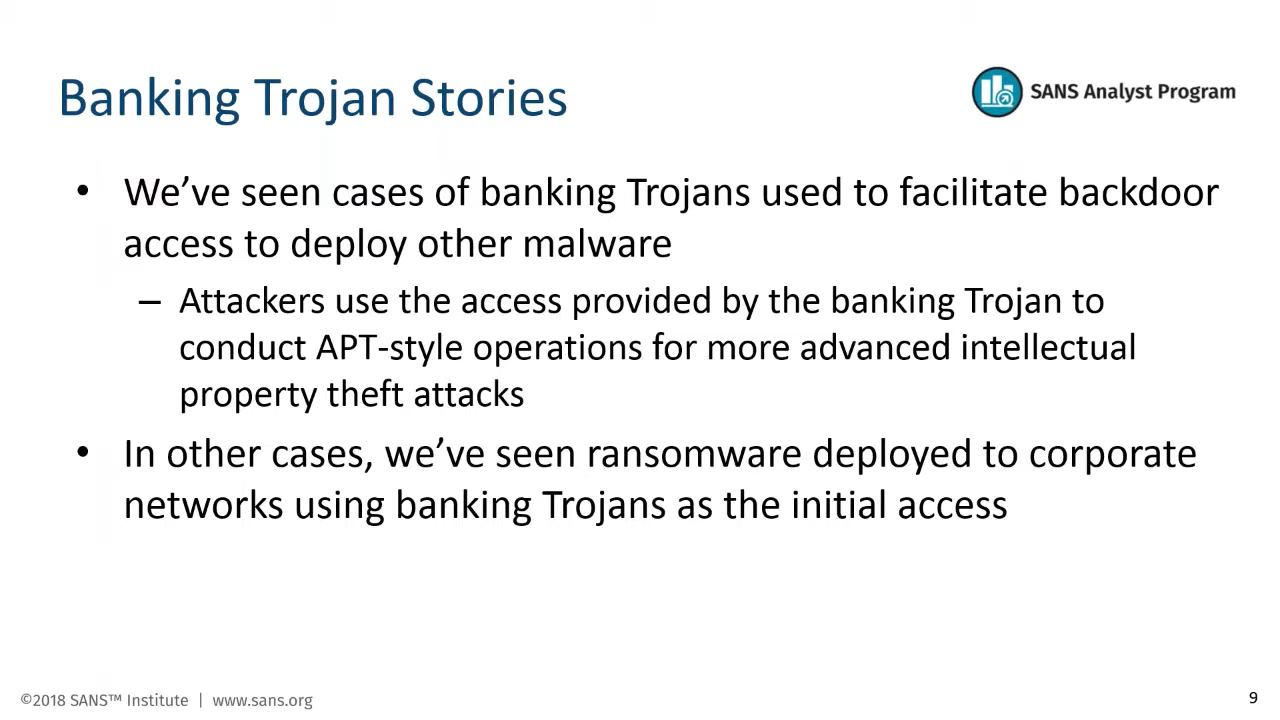 Banking Trojan Stories
SANS Analyst Program
• We’ve seen cases of banking Trojans used to facilitate backdoor
access to deploy other malware
– Attackers use the access provided by the banking Trojan to
conduct APT-style operations for more advanced intellectual
property theft attacks
• In other cases, we’ve seen ransomware deployed to corporate
networks using banking Trojans as the initial access
©2018 SANS™ Institute | www.sans.org
9